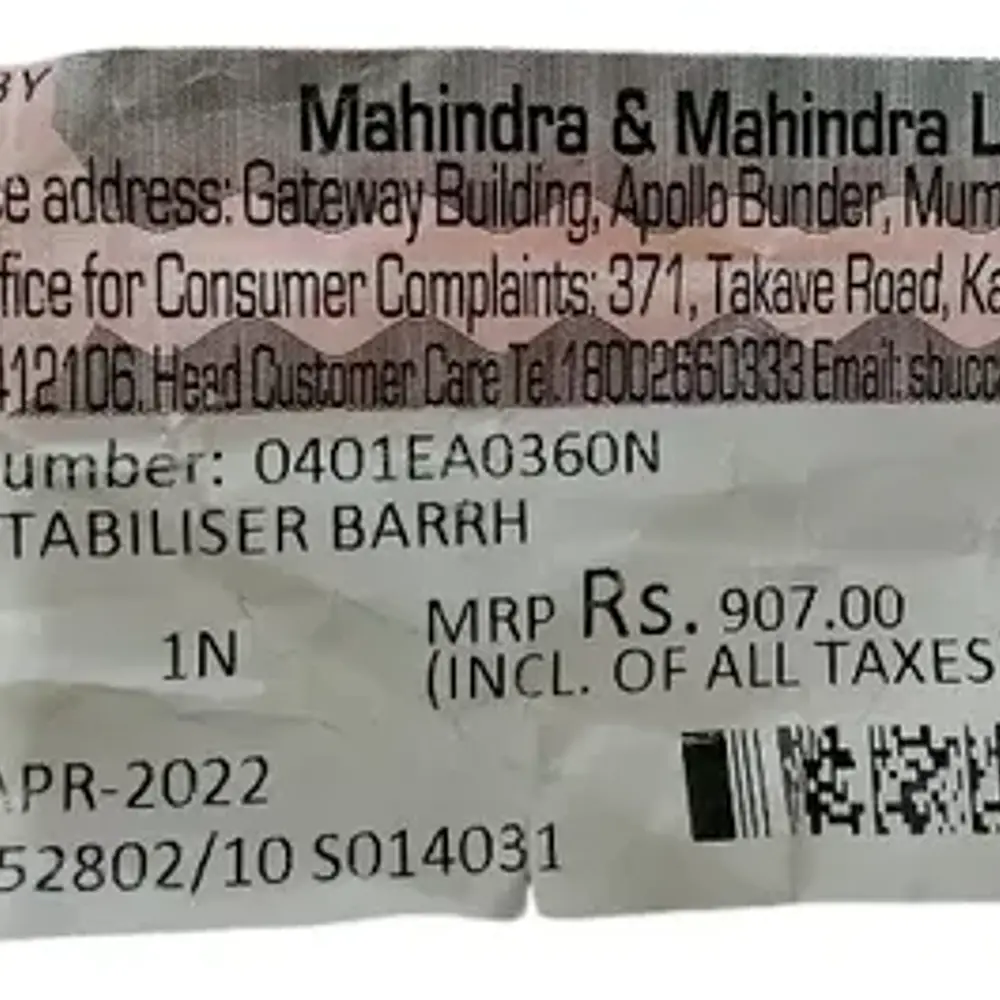 BY
Mahindra & Mahindra L
ce address: Gateway Building, Apollo Bunder, Mum
ffice for Consumer Complaints: 371, Takave Road, Ka
412106. Head Customer Care Tel.18002660333 Email: sbucc
umber: 0401EA0360N
TABILISER BARRH
1N
MRP Rs. 907.00
(INCL. OF ALL TAXES
APR-2022
52802/10 S014031